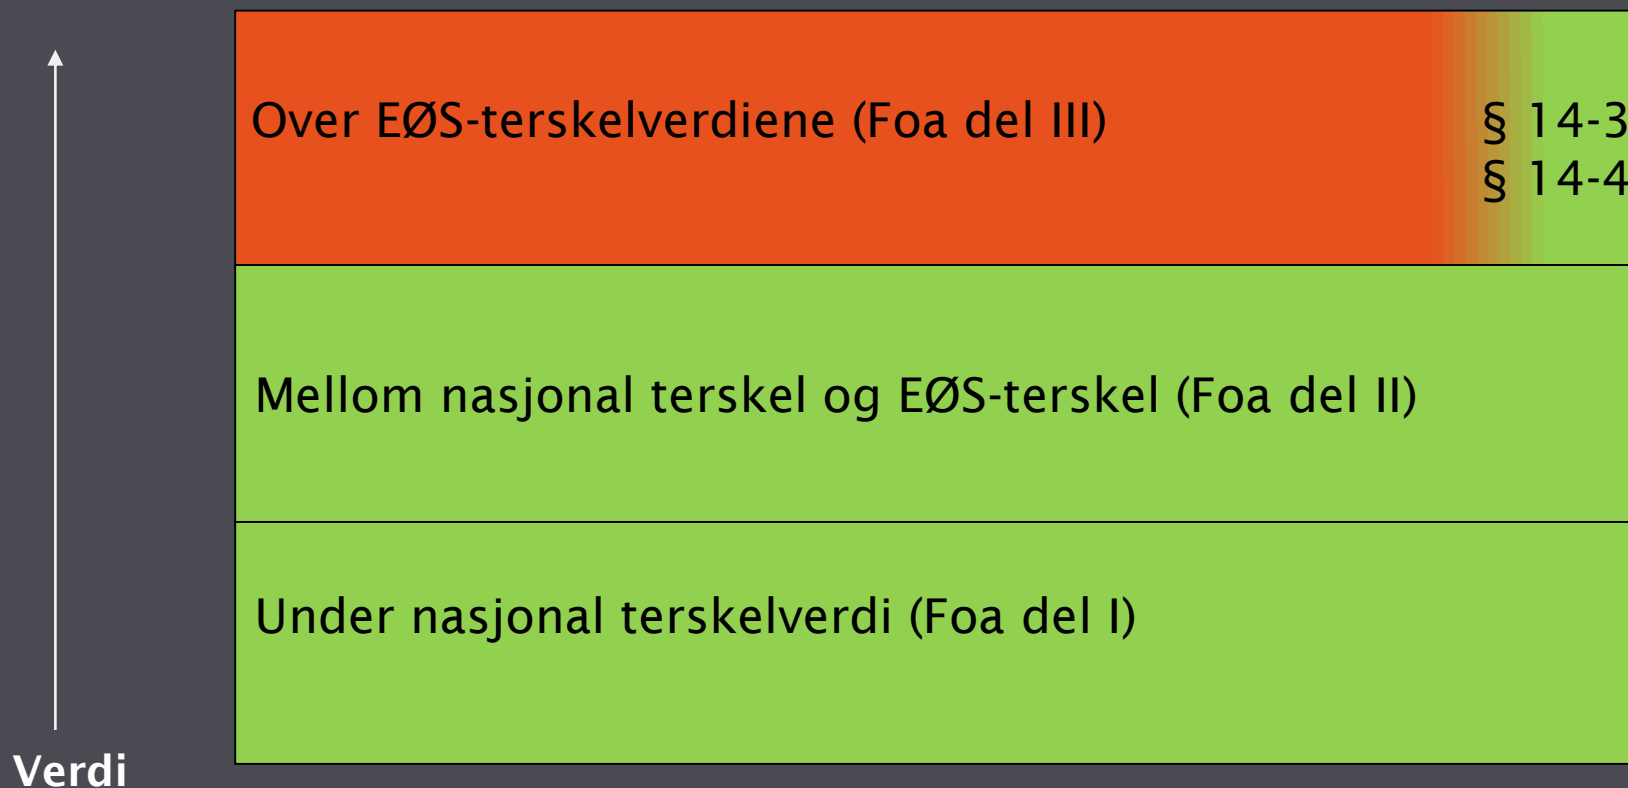 Over EØS-terskelverdiene (Foa del III) § 14-3
§ 14-4
Mellom nasjonal terskel og EØS-terskel (Foa del II)
Under nasjonal terskelverdi (Foa del I)
Verdi